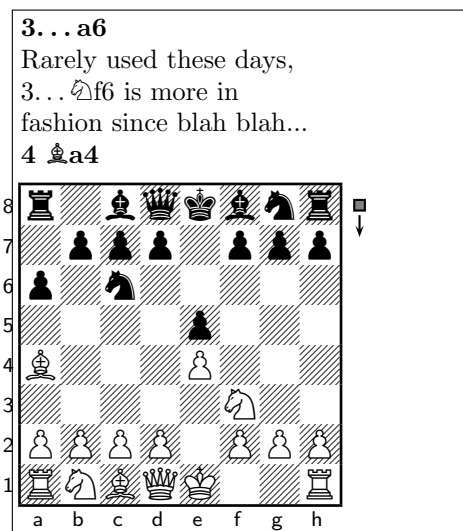 3...a6
Rarely used these days,
3...♘f6 is more in
fashion since blah blah...
4 ♗a4
8
7
6
5
4
3
2
1
a b c d e f g h